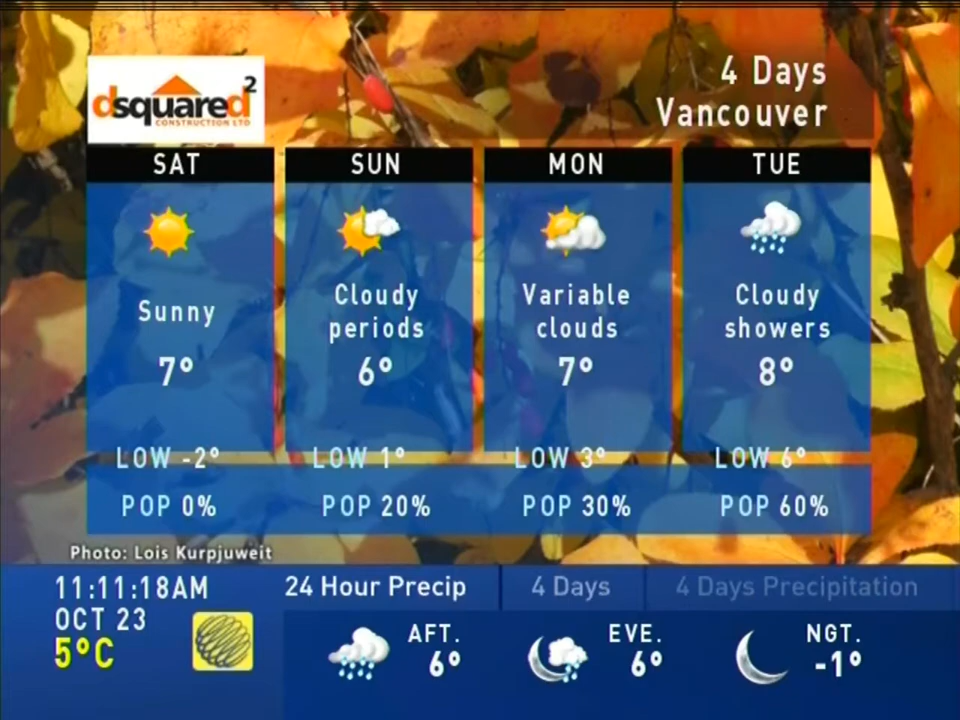 dsquared²
CONSTRUCTION LTD
4 Days
Vancouver
SAT
Sunny
7°
LOW -2°
POP 0%
SUN
Cloudy
periods
6°
LOW 1°
POP 20%
MON
Variable
clouds
7°
LOW 3°
POP 30%
TUE
Cloudy
showers
8°
LOW 6°
POP 60%
Photo: Lois Kurpjuweit
11:11:18AM
OCT 23
5°C
24 Hour Precip
4 Days
4 Days Precipitation
AFT.
6°
EVE.
6°
NGT.
-1°